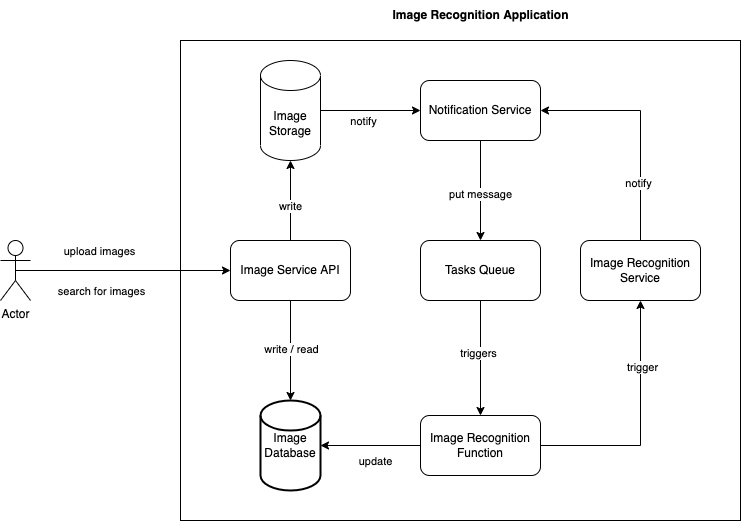 Image Recognition Application
Image
Storage
notify
Notification Service
write
put message
notify
upload images
search for images
Actor
Image Service API
Tasks Queue
Image Recognition
Service
write / read
triggers
trigger
Image
Database
update
Image Recognition
Function